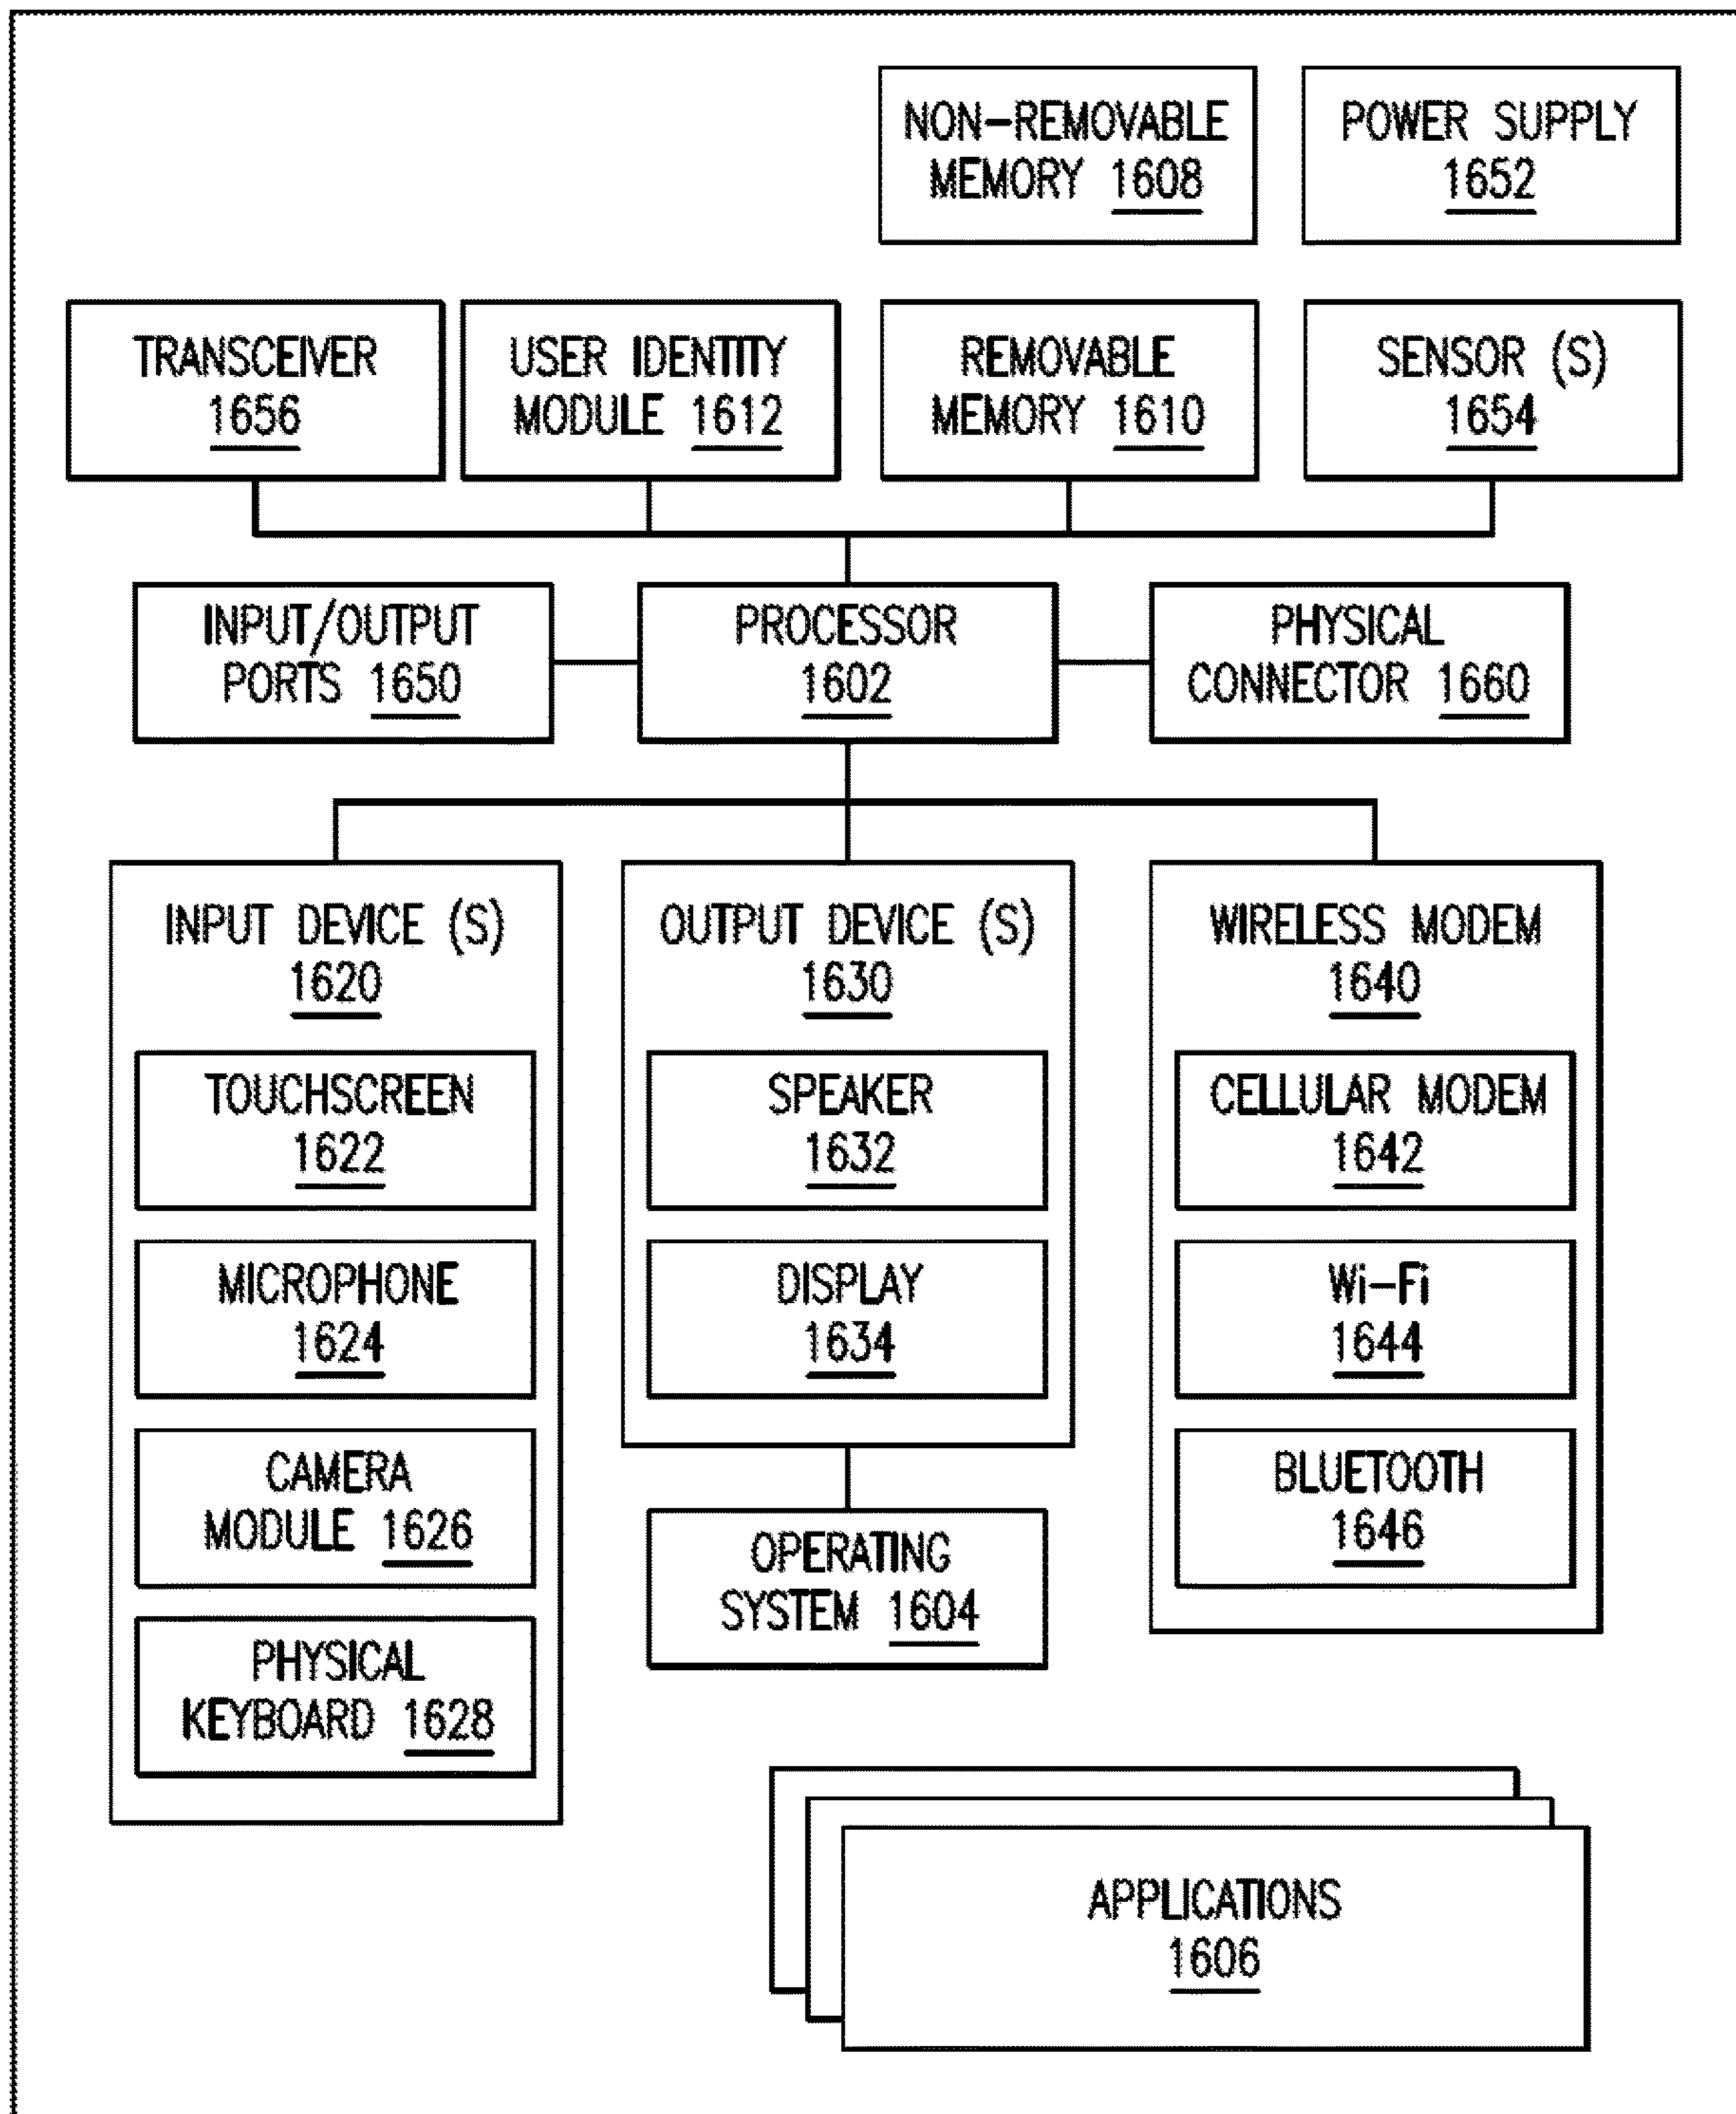 NON-REMOVABLE
MEMORY 1608
POWER SUPPLY
1652
TRANSCEIVER
1656
USER IDENTITY
MODULE 1612
REMOVABLE
MEMORY 1610
SENSOR (S)
1654
INPUT/OUTPUT
PORTS 1650
PROCESSOR
1602
PHYSICAL
CONNECTOR 1660
INPUT DEVICE (S)
1620
TOUCHSCREEN
1622
MICROPHONE
1624
CAMERA
MODULE 1626
PHYSICAL
KEYBOARD 1628
OUTPUT DEVICE (S)
1630
SPEAKER
1632
DISPLAY
1634
OPERATING
SYSTEM 1604
WIRELESS MODEM
1640
CELLULAR MODEM
1642
Wi-Fi
1644
BLUETOOTH
1646
APPLICATIONS
1606